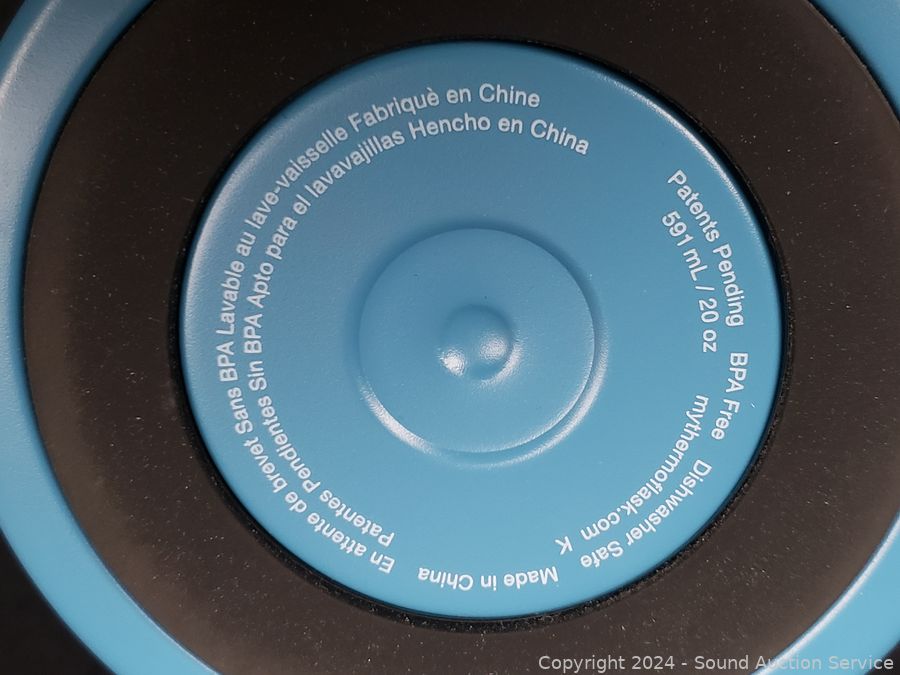 Patents Pending BPA Free Dishwasher Safe Made in China
591 mL / 20 oz mythermoflask.com K
En attente de brevet Sans BPA Lavable au lave-vaisselle Fabriquè en Chine
Patentes Pendientes Sin BPA Apto para el lavavajillas Hencho en China
Copyright 2024 - Sound Auction Service